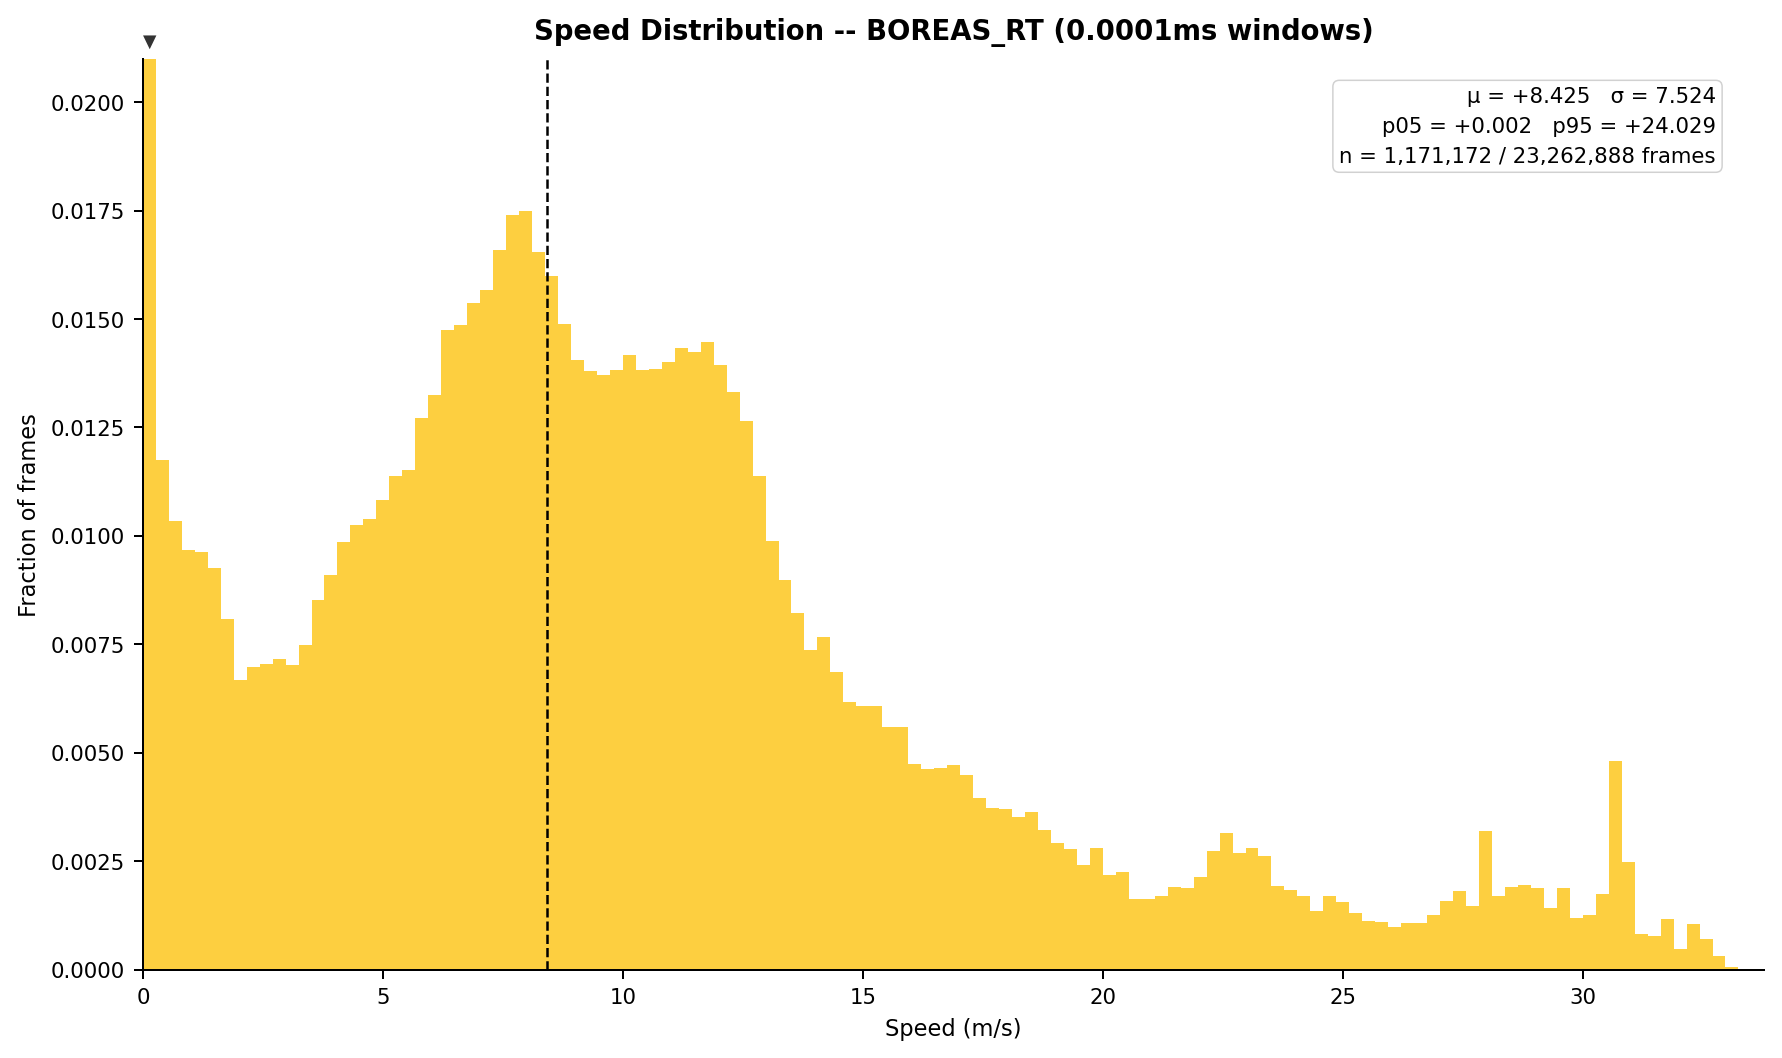 Speed Distribution -- BOREAS_RT (0.0001ms windows)
▼
μ = +8.425   σ = 7.524
p05 = +0.002   p95 = +24.029
n = 1,171,172 / 23,262,888 frames
Fraction of frames
0.0200
0.0175
0.0150
0.0125
0.0100
0.0075
0.0050
0.0025
0.0000
0 5 10 15 20 25 30
Speed (m/s)